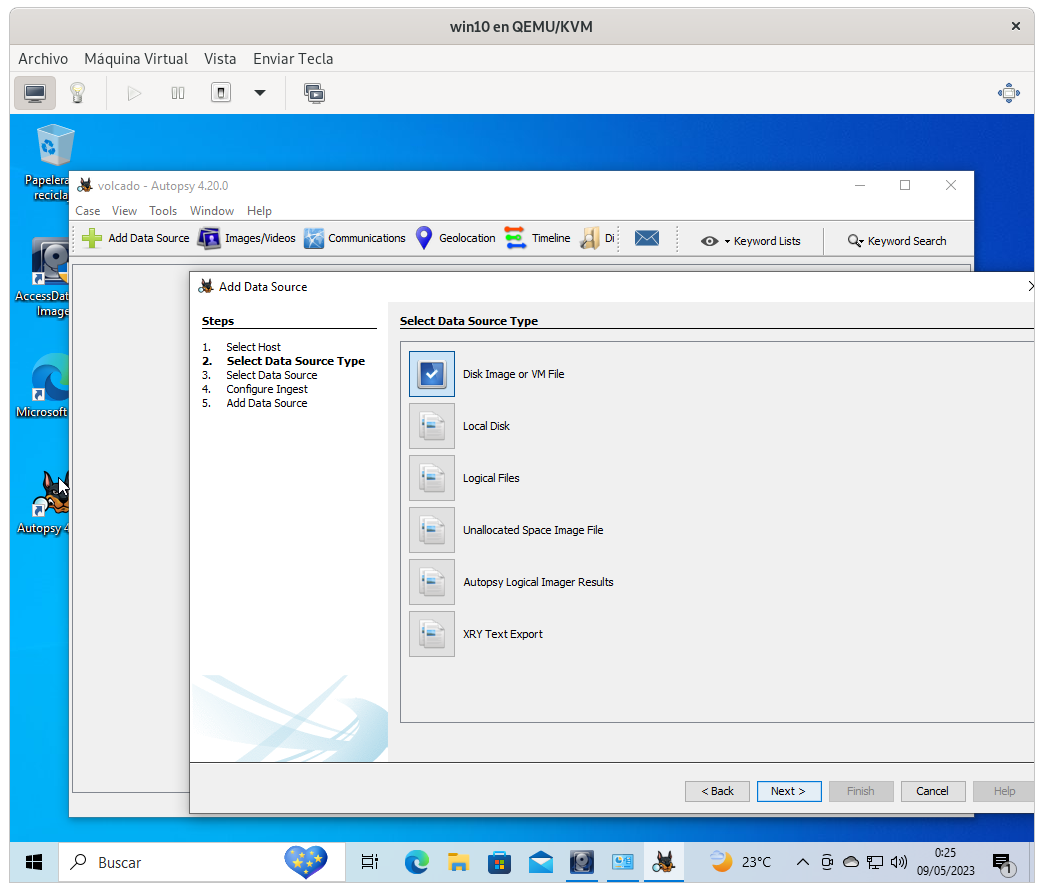 win10 en QEMU/KVM
Archivo Máquina Virtual Vista Enviar Tecla
Papelera
recicla
volcado - Autopsy 4.20.0
Case View Tools Window Help
Add Data Source Images/Videos Communications Geolocation Timeline Di Keyword Lists Keyword Search
AccessDat
Image
Microsoft
Autopsy 4
Add Data Source
Steps
1. Select Host
2. Select Data Source Type
3. Select Data Source
4. Configure Ingest
5. Add Data Source
Select Data Source Type
Disk Image or VM File
Local Disk
Logical Files
Unallocated Space Image File
Autopsy Logical Imager Results
XRY Text Export
< Back Next > Finish Cancel Help
Buscar
23°C
0:25
09/05/2023
1